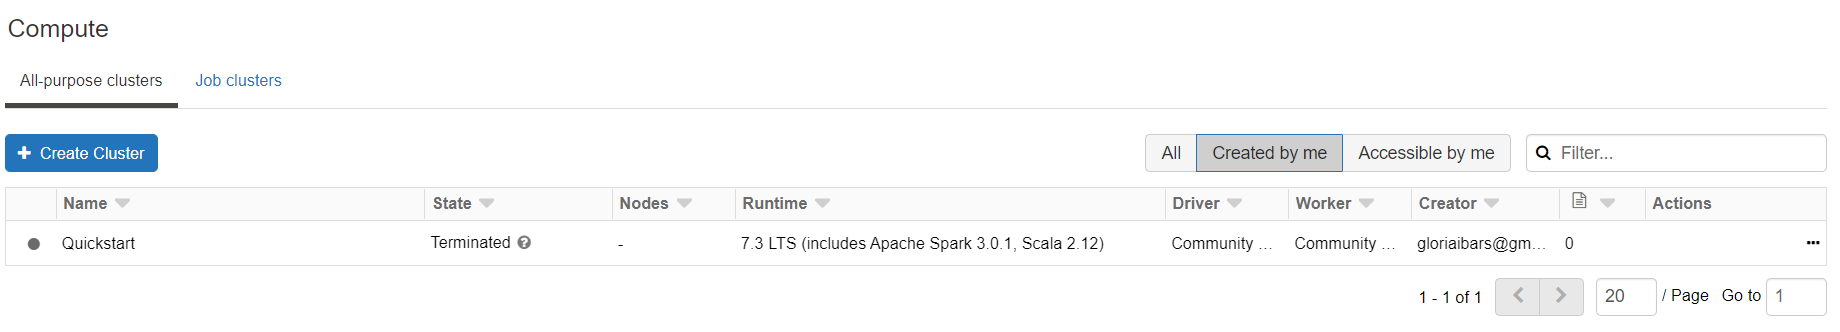 Compute
All-purpose clusters Job clusters
+ Create Cluster All Created by me Accessible by me Filter...
Name State Nodes Runtime Driver Worker Creator Actions
Quickstart Terminated ? - 7.3 LTS (includes Apache Spark 3.0.1, Scala 2.12) Community ... Community ... gloriaibars@gm... 0 ...
1 - 1 of 1 < > 20 / Page Go to 1